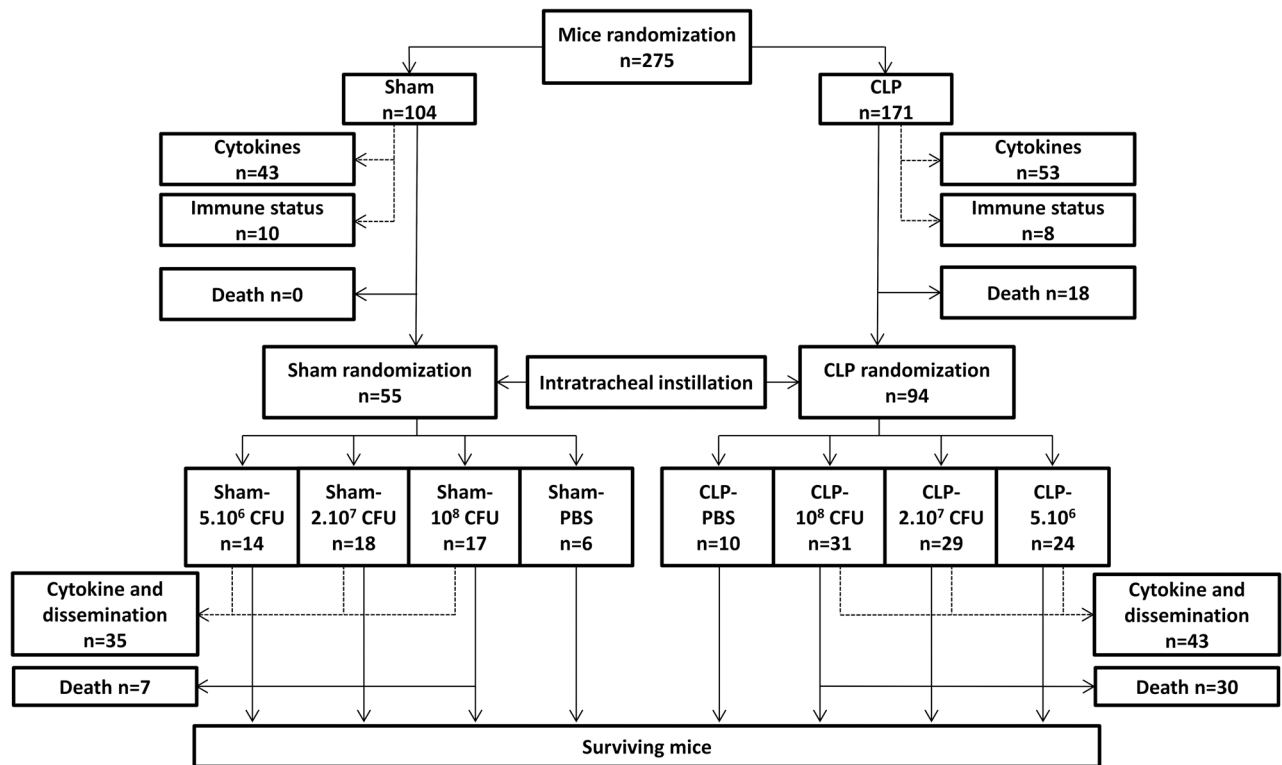 Mice randomization
n=275
Sham
n=104
CLP
n=171
Cytokines
n=43
Cytokines
n=53
Immune status
n=10
Immune status
n=8
Death n=0
Death n=18
Sham randomization
n=55
Intratracheal instillation
CLP randomization
n=94
Sham-
5.10⁶ CFU
n=14
Sham-
2.10⁷ CFU
n=18
Sham-
10⁸ CFU
n=17
Sham-
PBS
n=6
CLP-
PBS
n=10
CLP-
10⁸ CFU
n=31
CLP-
2.10⁷ CFU
n=29
CLP-
5.10⁶
n=24
Cytokine and
dissemination
n=35
Cytokine and
dissemination
n=43
Death n=7
Death n=30
Surviving mice